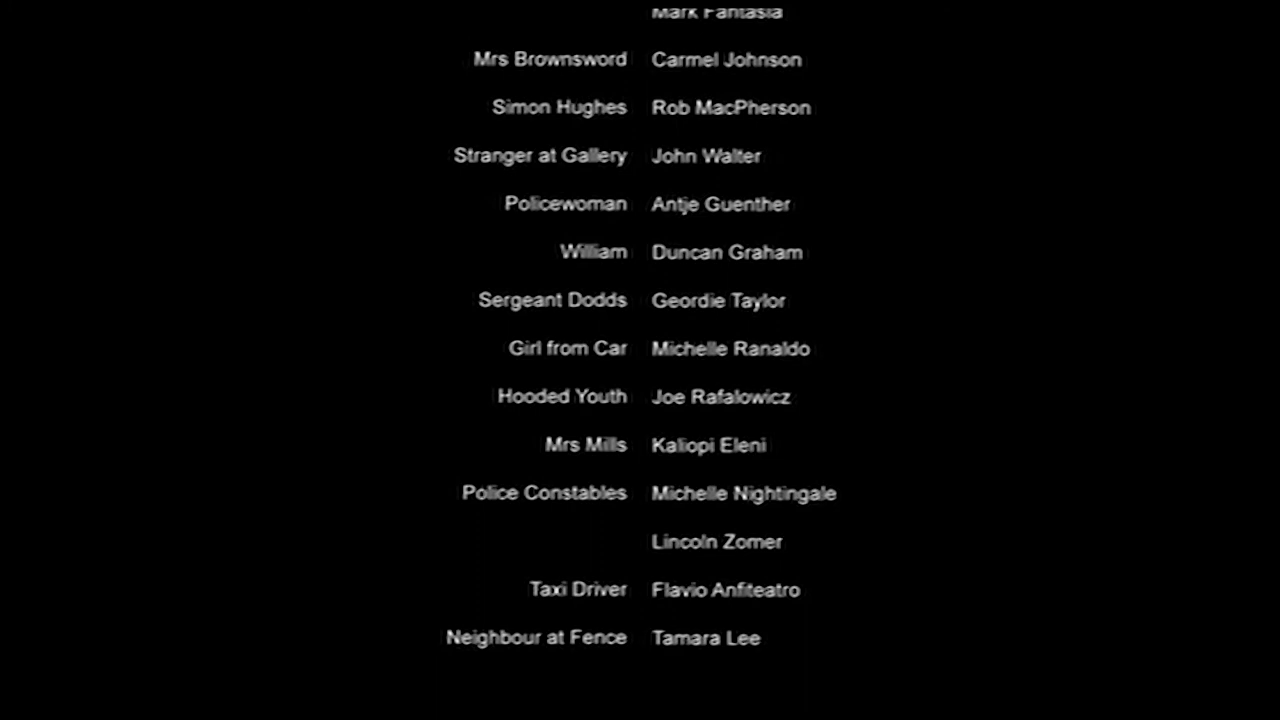 Mark Fantasia
Mrs Brownsword Carmel Johnson
Simon Hughes Rob MacPherson
Stranger at Gallery John Walter
Policewoman Antje Guenther
William Duncan Graham
Sergeant Dodds Geordie Taylor
Girl from Car Michelle Ranaldo
Hooded Youth Joe Rafalowicz
Mrs Mills Kaliopi Eleni
Police Constables Michelle Nightingale
Lincoln Zomer
Taxi Driver Flavio Anfiteatro
Neighbour at Fence Tamara Lee